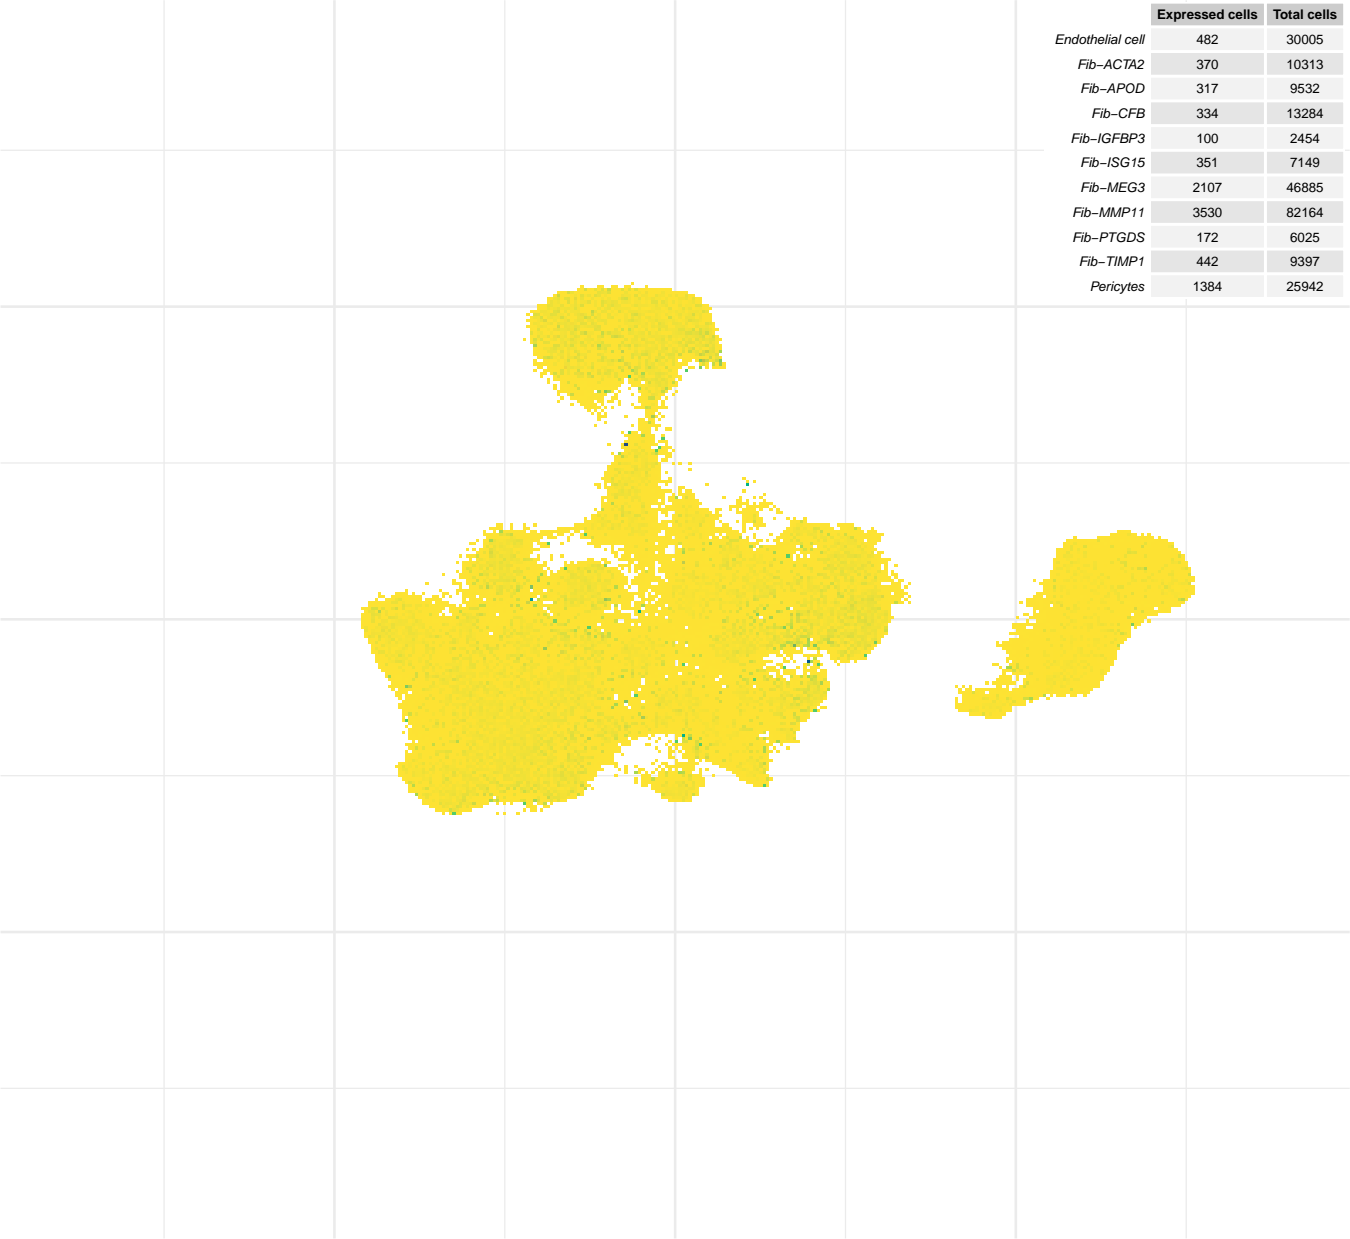 Expressed cells Total cells
Endothelial cell 482 30005
Fib−ACTA2 370 10313
Fib−APOD 317 9532
Fib−CFB 334 13284
Fib−IGFBP3 100 2454
Fib−ISG15 351 7149
Fib−MEG3 2107 46885
Fib−MMP11 3530 82164
Fib−PTGDS 172 6025
Fib−TIMP1 442 9397
Pericytes 1384 25942